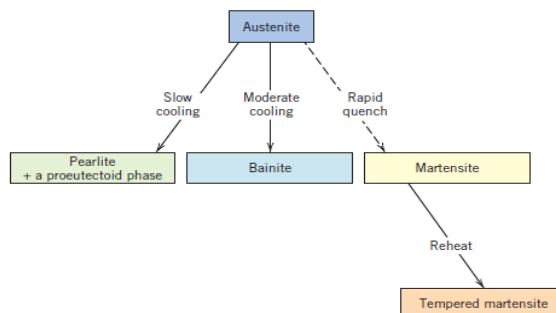 Austenite
Slow
cooling
Moderate
cooling
Rapid
quench
Pearlite
+ a proeutectoid phase
Bainite
Martensite
Reheat
Tempered martensite